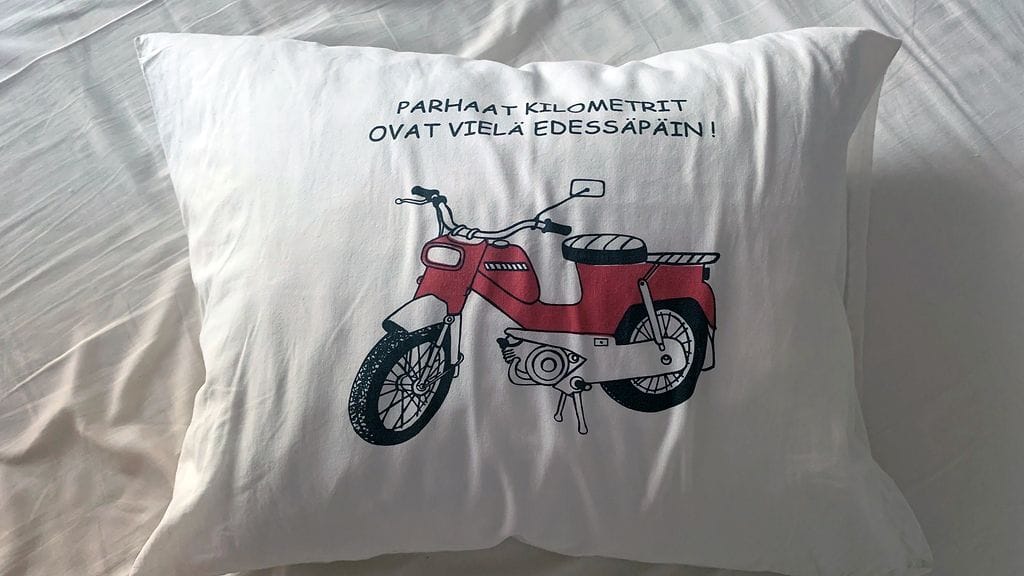 PARHAAT KILOMETRIT
OVAT VIELÄ EDESSÄPÄIN!